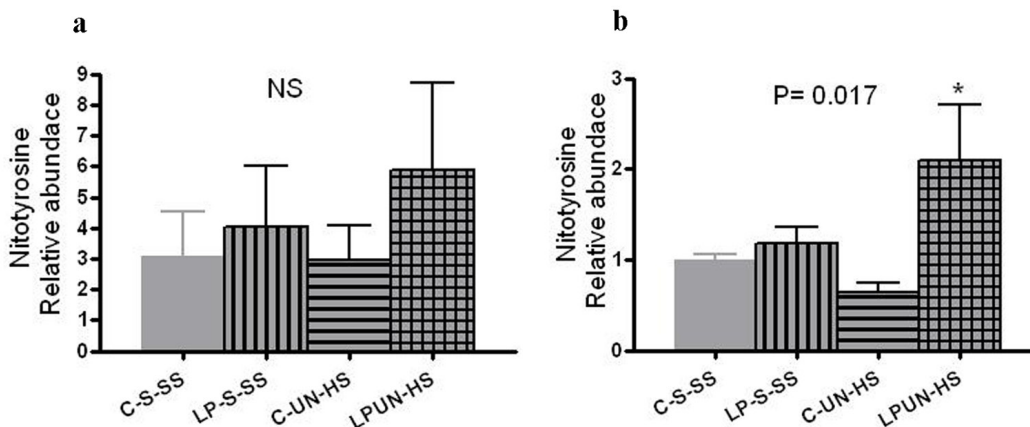 a
Nitotyrosine
Relative abundace
9
8
7
6
5
4
3
2
1
0
NS
C-S-SS
LP-S-SS
C-UN-HS
LPUN-HS
b
Nitotyrosine
Relative abundace
3
2
1
0
P= 0.017
*
C-S-SS
LP-S-SS
C-UN-HS
LPUN-HS